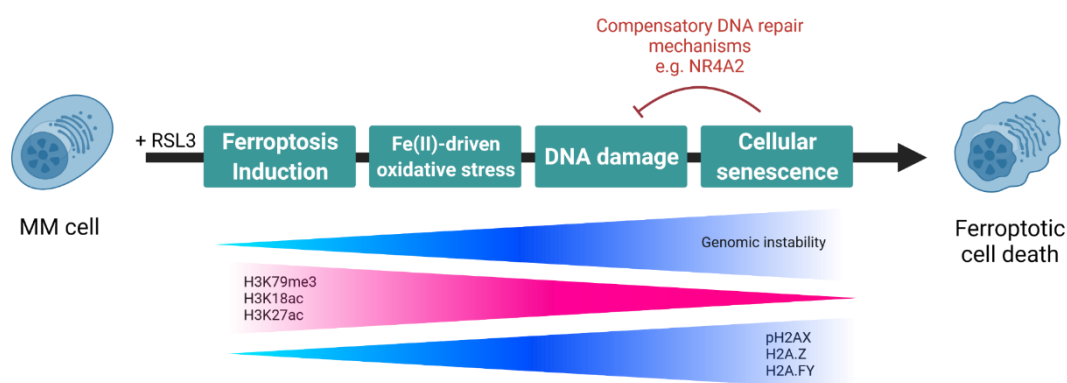 Compensatory DNA repair
mechanisms
e.g. NR4A2
+ RSL3
Ferroptosis
Induction
Fe(II)-driven
oxidative stress
DNA damage
Cellular
senescence
MM cell
Ferroptotic
cell death
Genomic instability
H3K79me3
H3K18ac
H3K27ac
pH2AX
H2A.Z
H2A.FY